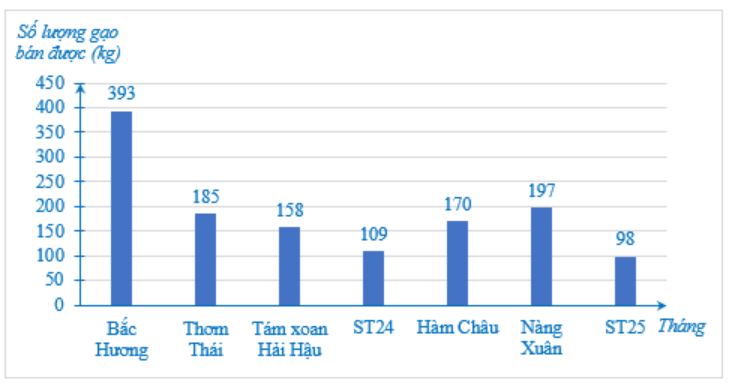 Số lượng gạo
bán được (kg)
450
400
350
300
250
200
150
100
50
0
393
185
158
109
170
197
98
Bắc
Hương
Thơm
Thái
Tám xoan
Hải Hậu
ST24
Hàm Châu
Nàng
Xuân
ST25
Tháng